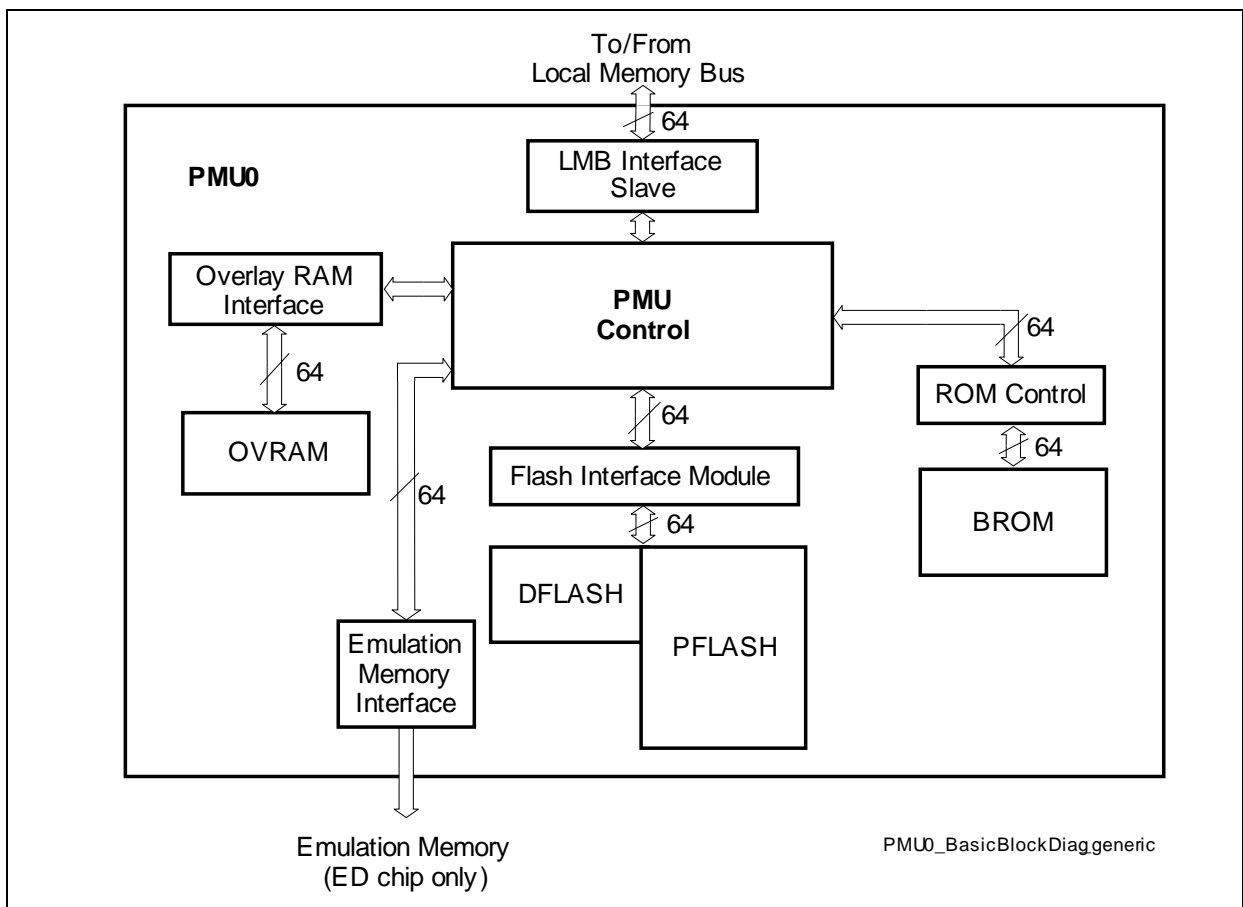 To/From
Local Memory Bus
64
PMU0
LMB Interface
Slave
Overlay RAM
Interface
PMU
Control
64
64
ROM Control
64
OVRAM
64
Flash Interface Module
64
64
BROM
DFLASH
PFLASH
Emulation
Memory
Interface
Emulation Memory
(ED chip only)
PMU0_BasicBlockDiag.generic